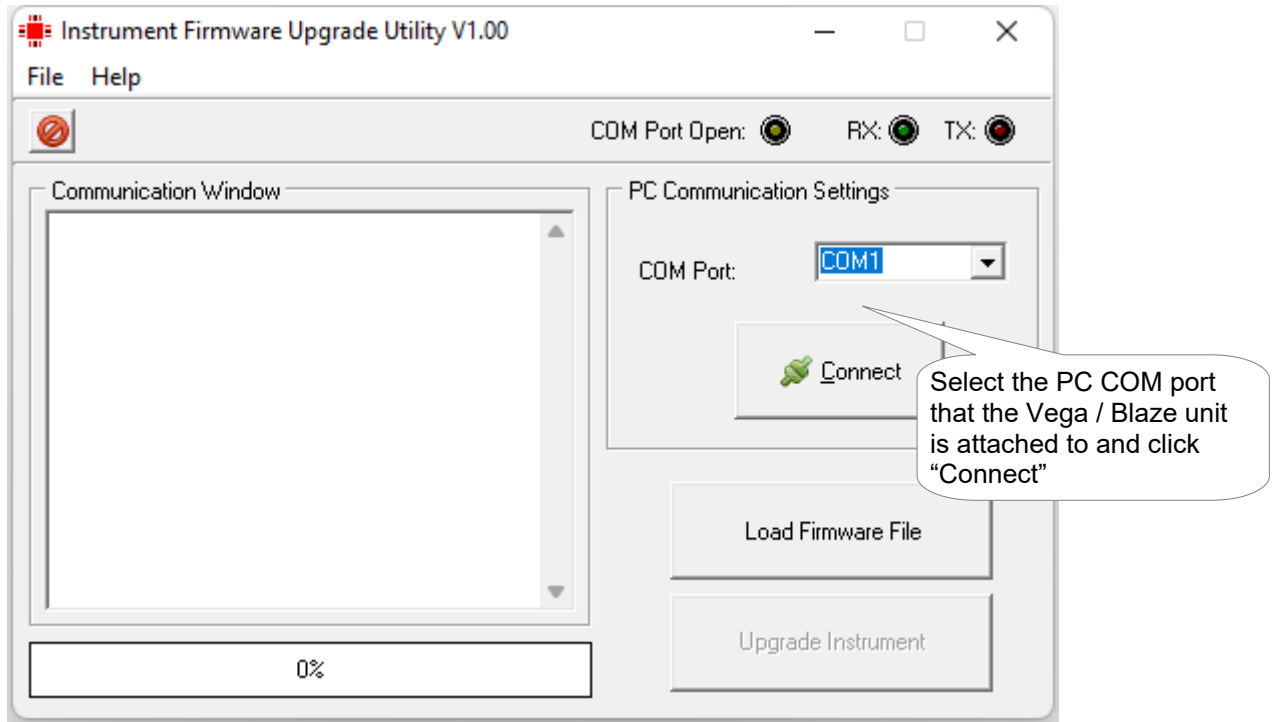 Instrument Firmware Upgrade Utility V1.00
File Help
COM Port Open: RX: TX:
Communication Window
PC Communication Settings
COM Port: COM1
Connect
Select the PC COM port
that the Vega / Blaze unit
is attached to and click
“Connect”
Load Firmware File
Upgrade Instrument
0%